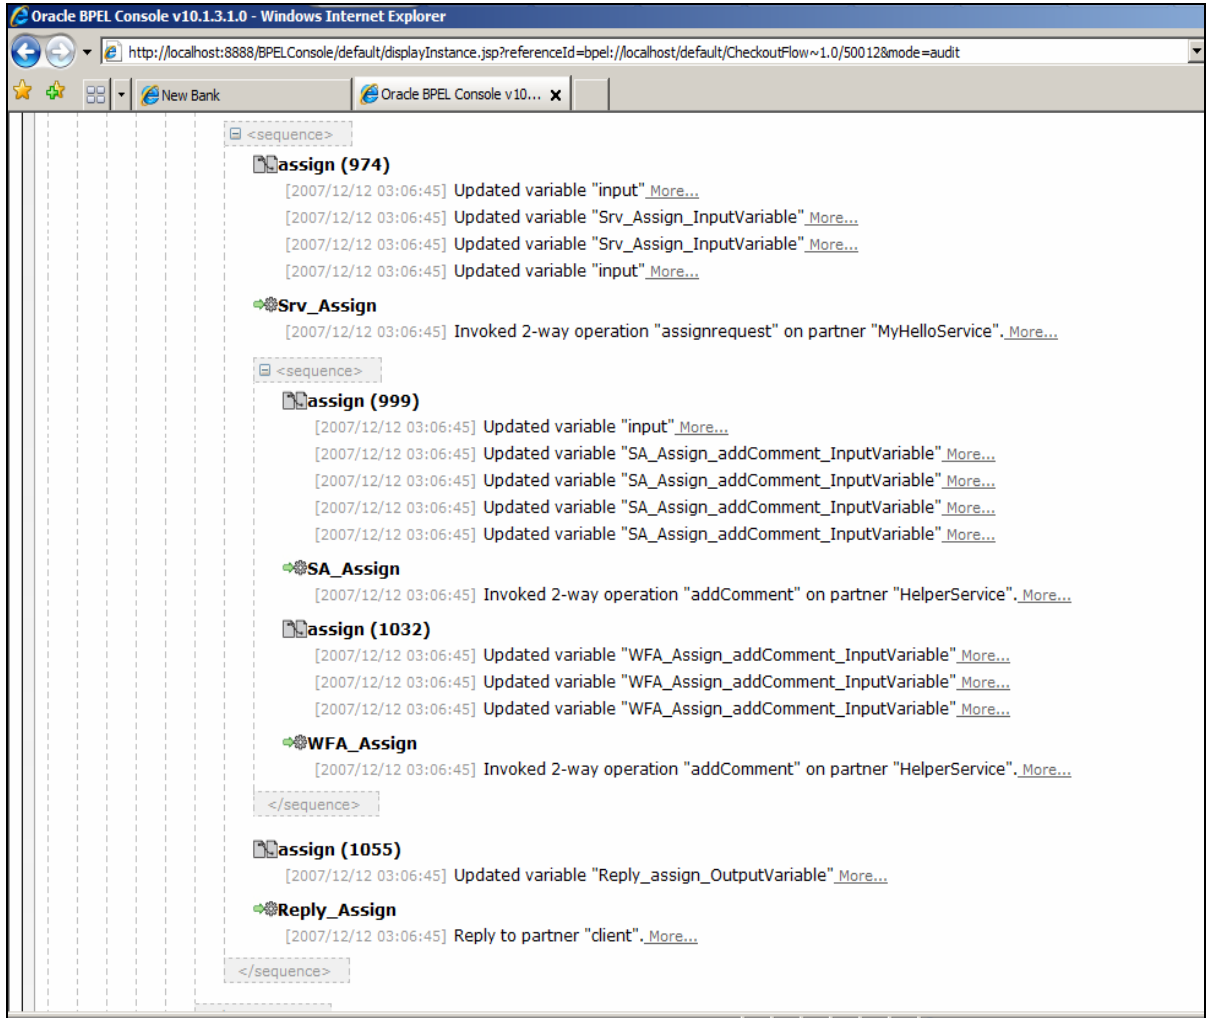 Oracle BPEL Console v10.1.3.1.0 - Windows Internet Explorer
http://localhost:8888/BPELConsole/default/displayInstance.jsp?referenceId=bpel://localhost/default/CheckoutFlow~1.0/50012&mode=audit
New Bank Oracle BPEL Console v10...
<sequence>
assign (974)
[2007/12/12 03:06:45] Updated variable "input" More...
[2007/12/12 03:06:45] Updated variable "Srv_Assign_InputVariable" More...
[2007/12/12 03:06:45] Updated variable "Srv_Assign_InputVariable" More...
[2007/12/12 03:06:45] Updated variable "input" More...
Srv_Assign
[2007/12/12 03:06:45] Invoked 2-way operation "assignrequest" on partner "MyHelloService". More...
<sequence>
assign (999)
[2007/12/12 03:06:45] Updated variable "input" More...
[2007/12/12 03:06:45] Updated variable "SA_Assign_addComment_InputVariable" More...
[2007/12/12 03:06:45] Updated variable "SA_Assign_addComment_InputVariable" More...
[2007/12/12 03:06:45] Updated variable "SA_Assign_addComment_InputVariable" More...
[2007/12/12 03:06:45] Updated variable "SA_Assign_addComment_InputVariable" More...
SA_Assign
[2007/12/12 03:06:45] Invoked 2-way operation "addComment" on partner "HelperService". More...
assign (1032)
[2007/12/12 03:06:45] Updated variable "WFA_Assign_addComment_InputVariable" More...
[2007/12/12 03:06:45] Updated variable "WFA_Assign_addComment_InputVariable" More...
[2007/12/12 03:06:45] Updated variable "WFA_Assign_addComment_InputVariable" More...
WFA_Assign
[2007/12/12 03:06:45] Invoked 2-way operation "addComment" on partner "HelperService". More...
</sequence>
assign (1055)
[2007/12/12 03:06:45] Updated variable "Reply_assign_OutputVariable" More...
Reply_Assign
[2007/12/12 03:06:45] Reply to partner "client". More...
</sequence>